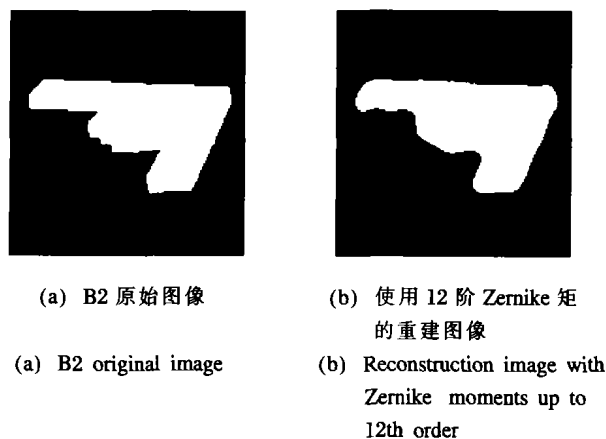 (a) B2 原始图像
(b) 使用 12 阶 Zernike 矩
的重建图像
(a) B2 original image
(b) Reconstruction image with
Zernike moments up to
12th order